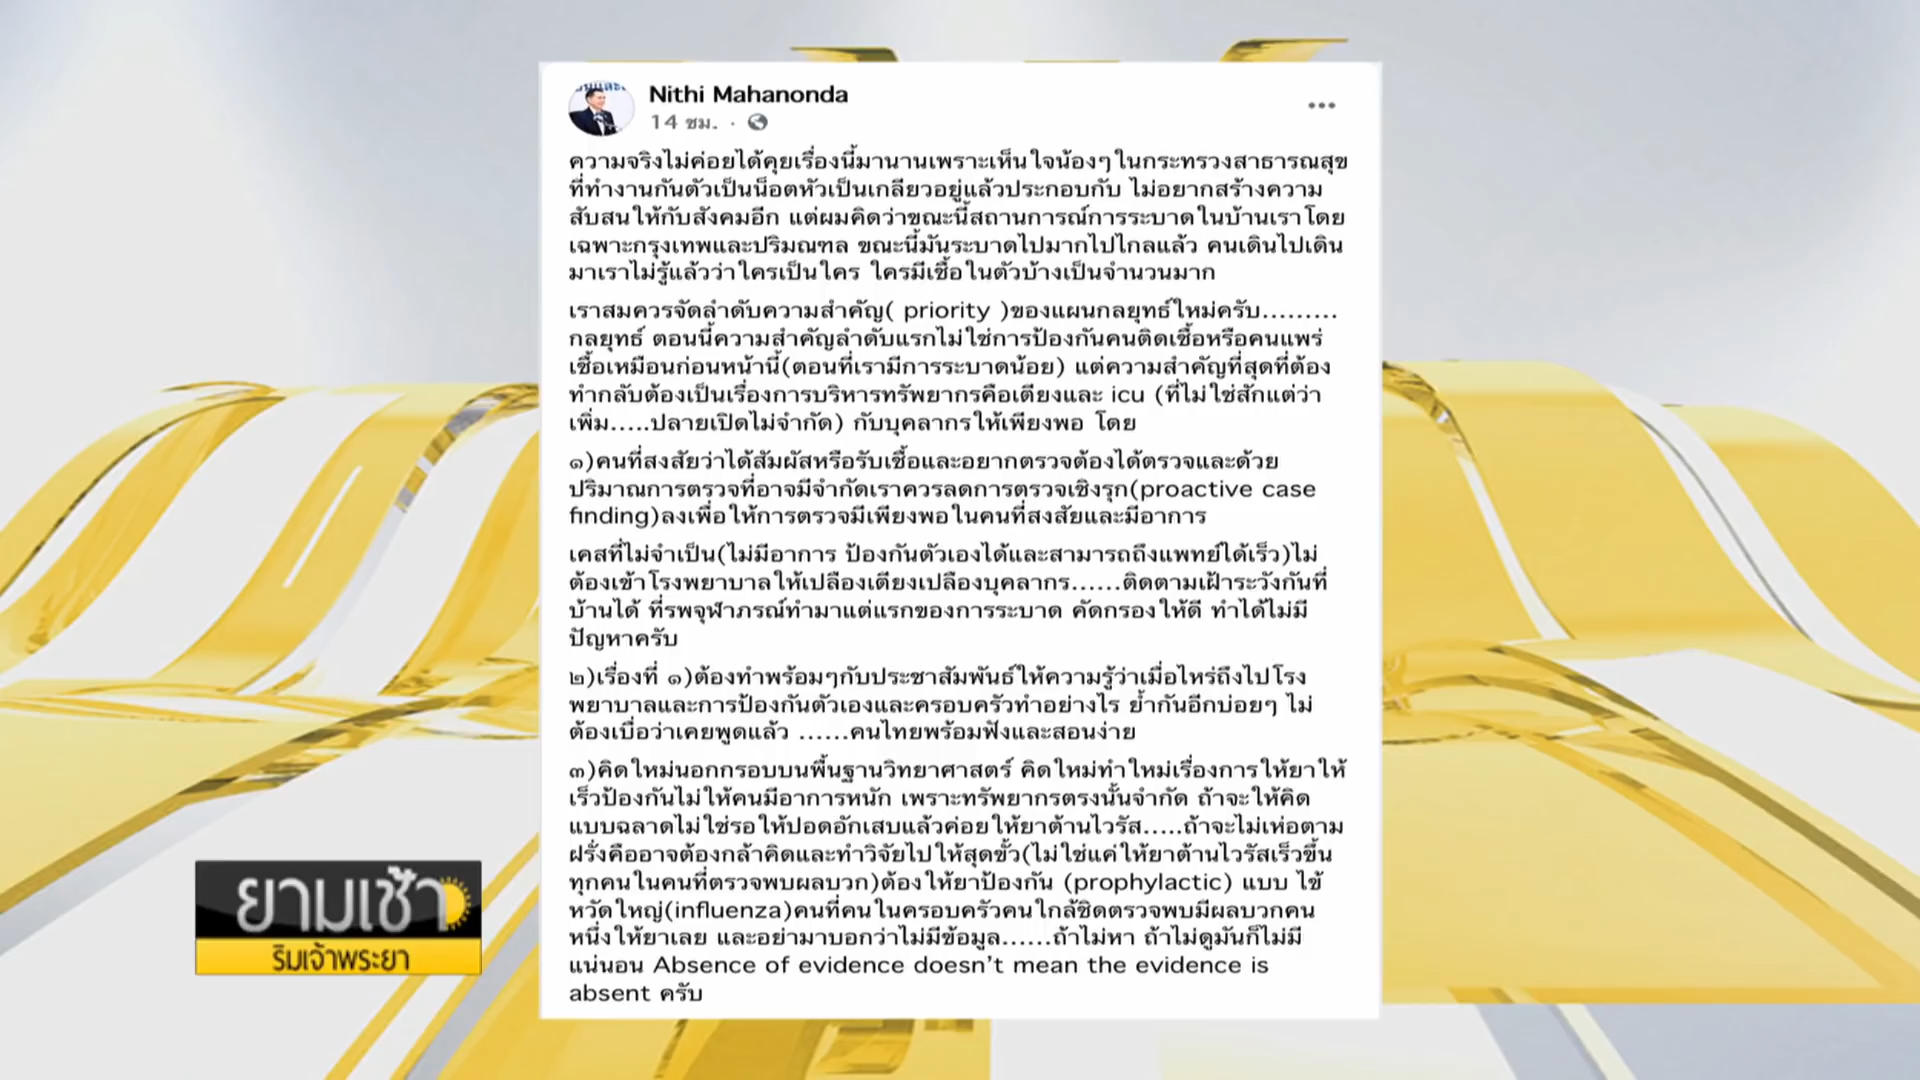 Nithi Mahanonda
14 ชม. ·
ความจริงไม่ค่อยได้คุยเรื่องนี้มานานเพราะเห็นใจน้องๆในกระทรวงสาธารณสุข
ที่ทำงานกันตัวเป็นน็อตหัวเป็นเกลียวอยู่แล้วประกอบกับ ไม่อยากสร้างความ
สับสนให้กับสังคมอีก แต่ผมคิดว่าขณะนี้สถานการณ์การระบาดในบ้านเราโดย
เฉพาะกรุงเทพและปริมณฑล ขณะนี้มันระบาดไปมากไปไกลแล้ว คนเดินไปเดิน
มาเราไม่รู้แล้วว่าใครเป็นใคร ใครมีเชื้อในตัวบ้างเป็นจำนวนมาก
เราสมควรจัดลำดับความสำคัญ( priority )ของแผนกลยุทธ์ใหม่ครับ.........
กลยุทธ์ ตอนนี้ความสำคัญลำดับแรกไม่ใช่การป้องกันคนติดเชื้อหรือคนแพร่
เชื้อเหมือนก่อนหน้านี้(ตอนที่เรามีการระบาดน้อย) แต่ความสำคัญที่สุดที่ต้อง
ทำกลับต้องเป็นเรื่องการบริหารทรัพยากรคือเตียงและ icu (ที่ไม่ใช่สักแต่ว่า
เพิ่ม.....ปลายเปิดไม่จำกัด) กับบุคลากรให้เพียงพอ โดย
๑)คนที่สงสัยว่าได้สัมผัสหรือรับเชื้อและอยากตรวจต้องได้ตรวจและด้วย
ปริมาณการตรวจที่อาจมีจำกัดเราควรลดการตรวจเชิงรุก(proactive case
finding)ลงเพื่อให้การตรวจมีเพียงพอในคนที่สงสัยและมีอาการ
เคสที่ไม่จำเป็น(ไม่มีอาการ ป้องกันตัวเองได้และสามารถถึงแพทย์ได้เร็ว)ไม่
ต้องเข้าโรงพยาบาลให้เปลืองเตียงเปลืองบุคลากร......ติดตามเฝ้าระวังกันที่
บ้านได้ ที่รพจุฬาภรณ์ทำมาแต่แรกของการระบาด คัดกรองให้ดี ทำได้ไม่มี
ปัญหาครับ
๒)เรื่องที่ ๑)ต้องทำพร้อมๆกับประชาสัมพันธ์ให้ความรู้ว่าเมื่อไหร่ถึงไปโรง
พยาบาลและการป้องกันตัวเองและครอบครัวทำอย่างไร ย้ำกันอีกบ่อยๆ ไม่
ต้องเบื่อว่าเคยพูดแล้ว ......คนไทยพร้อมฟังและสอนง่าย
๓)คิดใหม่นอกกรอบบนพื้นฐานวิทยาศาสตร์ คิดใหม่ทำใหม่เรื่องการให้ยาให้
เร็วป้องกันไม่ให้คนมีอาการหนัก เพราะทรัพยากรตรงนั้นจำกัด ถ้าจะให้คิด
แบบฉลาดไม่ใช่รอให้ปอดอักเสบแล้วค่อยให้ยาต้านไวรัส.....ถ้าจะไม่เห่อตาม
ฝรั่งคืออาจต้องกล้าคิดและทำวิจัยไปให้สุดขั้ว(ไม่ใช่แค่ให้ยาต้านไวรัสเร็วขึ้น
ทุกคนในคนที่ตรวจพบผลบวก)ต้องให้ยาป้องกัน (prophylactic) แบบ ไข้
หวัดใหญ่(influenza)คนที่คนในครอบครัวคนใกล้ชิดตรวจพบมีผลบวกคน
หนึ่งให้ยาเลย และอย่ามาบอกว่าไม่มีข้อมูล......ถ้าไม่หา ถ้าไม่ดูมันก็ไม่มี
แน่นอน Absence of evidence doesn't mean the evidence is
absent ครับ
ยามเช้า
ริมเจ้าพระยา